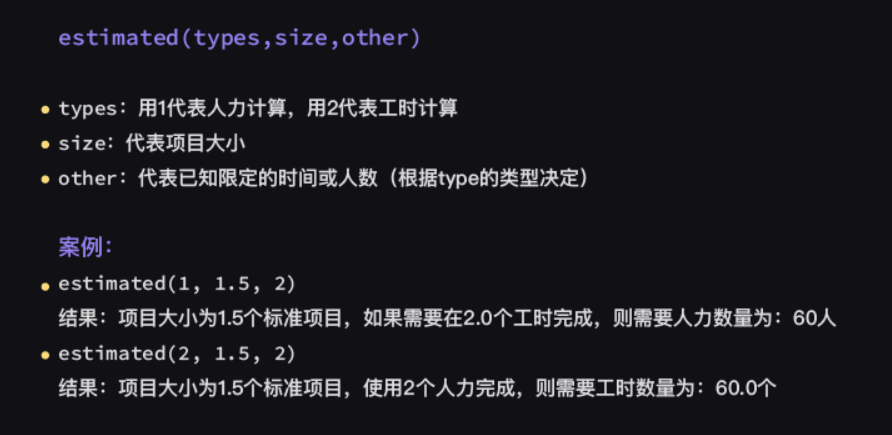 estimated(types,size,other)
types：用1代表人力计算，用2代表工时计算
size：代表项目大小
other：代表已知限定的时间或人数（根据type的类型决定）
案例：
estimated(1, 1.5, 2)
结果：项目大小为1.5个标准项目，如果需要在2.0个工时完成，则需要人力数量为：60人
estimated(2, 1.5, 2)
结果：项目大小为1.5个标准项目，使用2个人力完成，则需要工时数量为：60.0个